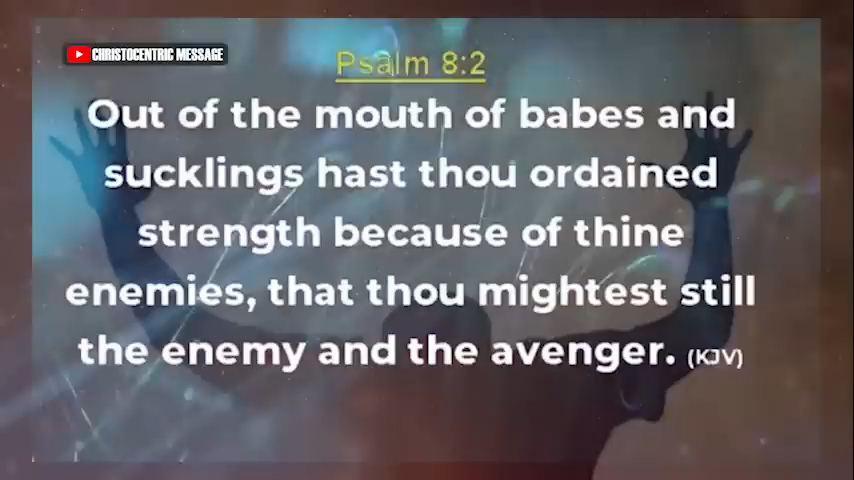 CHRISTOCENTRIC MESSAGE
Psalm 8:2
Out of the mouth of babes and
sucklings hast thou ordained
strength because of thine
enemies, that thou mightest still
the enemy and the avenger. (KJV)